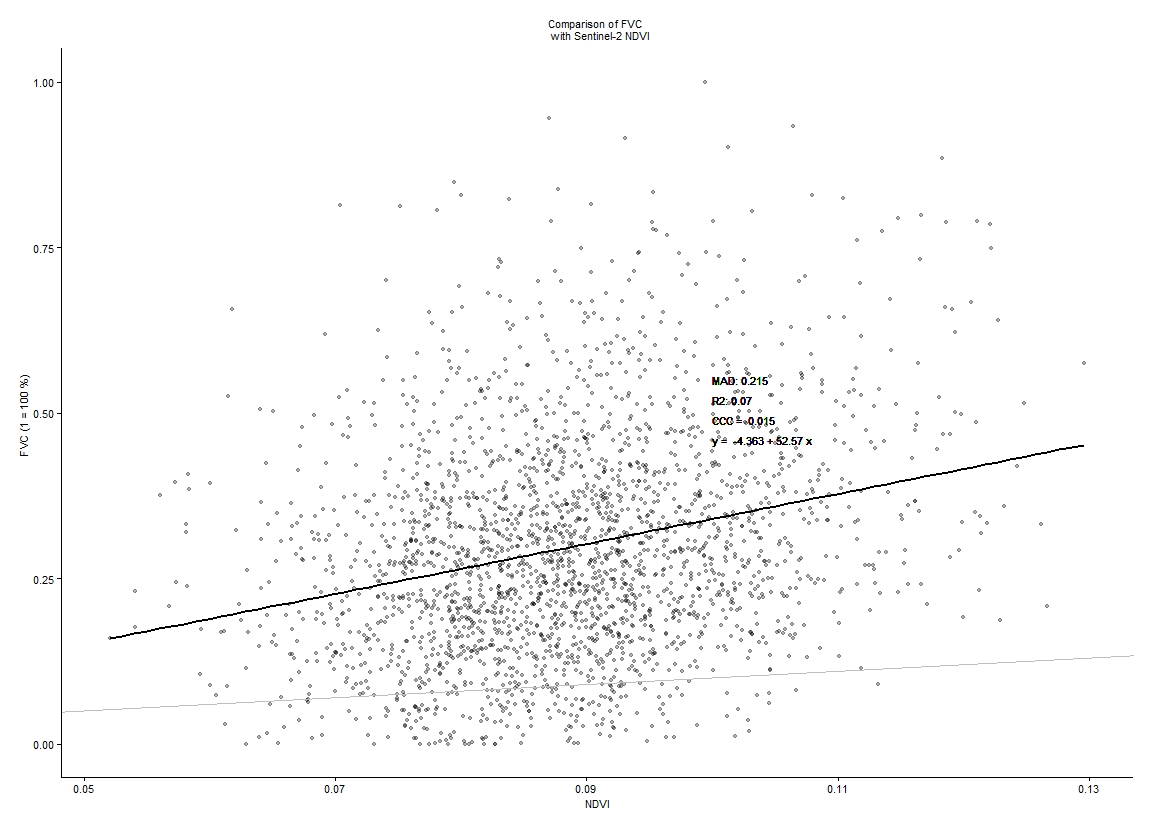 Comparison of FVC
with Sentinel-2 NDVI
1.00
0.75
0.50
0.25
0.00
FVC (1 = 100 %)
MAD: 0.215
R2: 0.07
CCC = 0.015
y = -4.363 + 52.57 x
0.05
0.07
0.09
0.11
0.13
NDVI